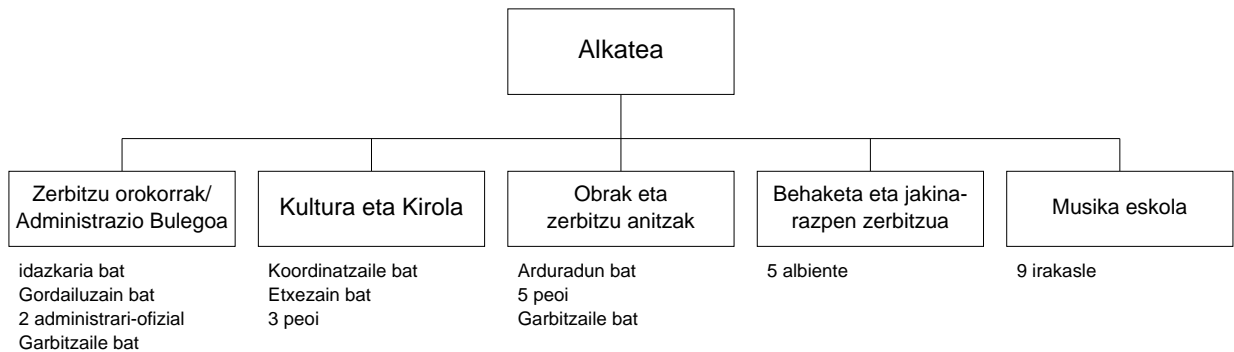 Alkatea
Zerbitzu orokorrak/
Administrazio Bulegoa
idazkaria bat
Gordailuzain bat
2 administrari-ofizial
Garbitzaile bat
Kultura eta Kirola
Koordinatzaile bat
Etxezain bat
3 peoi
Obrak eta
zerbitzu anitzak
Arduradun bat
5 peoi
Garbitzaile bat
Behaketa eta jakina-
razpen zerbitzua
5 albiente
Musika eskola
9 irakasle